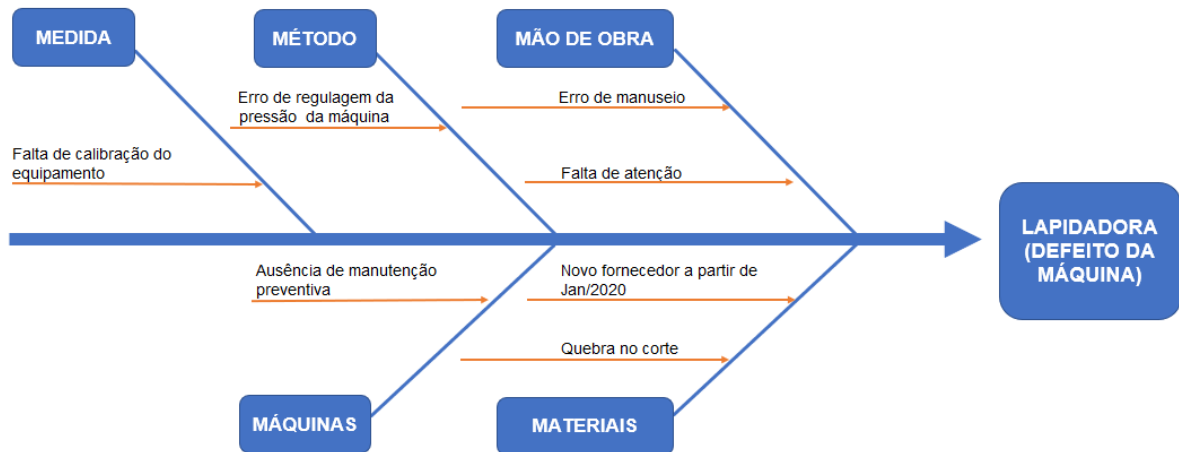 MEDIDA
MÉTODO
MÃO DE OBRA
Erro de regulagem da
pressão da máquina
Erro de manuseio
Falta de calibração do
equipamento
Falta de atenção
LAPIDADORA
(DEFEITO DA
MÁQUINA)
Ausência de manutenção
preventiva
Novo fornecedor a partir de
Jan/2020
Quebra no corte
MÁQUINAS
MATERIAIS